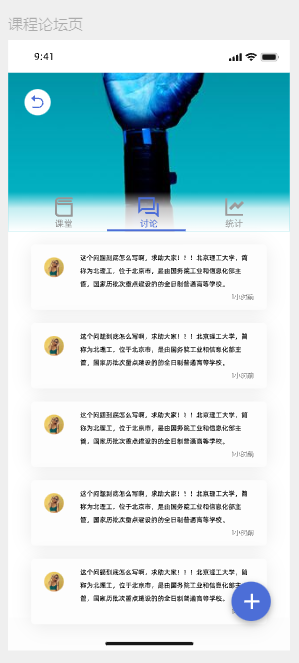 课程论坛页
9:41
课堂
讨论
统计
这个问题到底怎么写啊，求助大家！！！北京理工大学，简
称为北理工，位于北京市，是由国务院工业和信息化部主
管，国家历批次重点建设的的全日制普通高等学校。
1小时前
这个问题到底怎么写啊，求助大家！！！北京理工大学，简
称为北理工，位于北京市，是由国务院工业和信息化部主
管，国家历批次重点建设的的全日制普通高等学校。
1小时前
这个问题到底怎么写啊，求助大家！！！北京理工大学，简
称为北理工，位于北京市，是由国务院工业和信息化部主
管，国家历批次重点建设的的全日制普通高等学校。
1小时前
这个问题到底怎么写啊，求助大家！！！北京理工大学，简
称为北理工，位于北京市，是由国务院工业和信息化部主
管，国家历批次重点建设的的全日制普通高等学校。
1小时前
这个问题到底怎么写啊，求助大家！！！北京理工大学，简
称为北理工，位于北京市，是由国务院工业和信息化部主
管，国家历批次重点建设的的全日制普通高等学校。